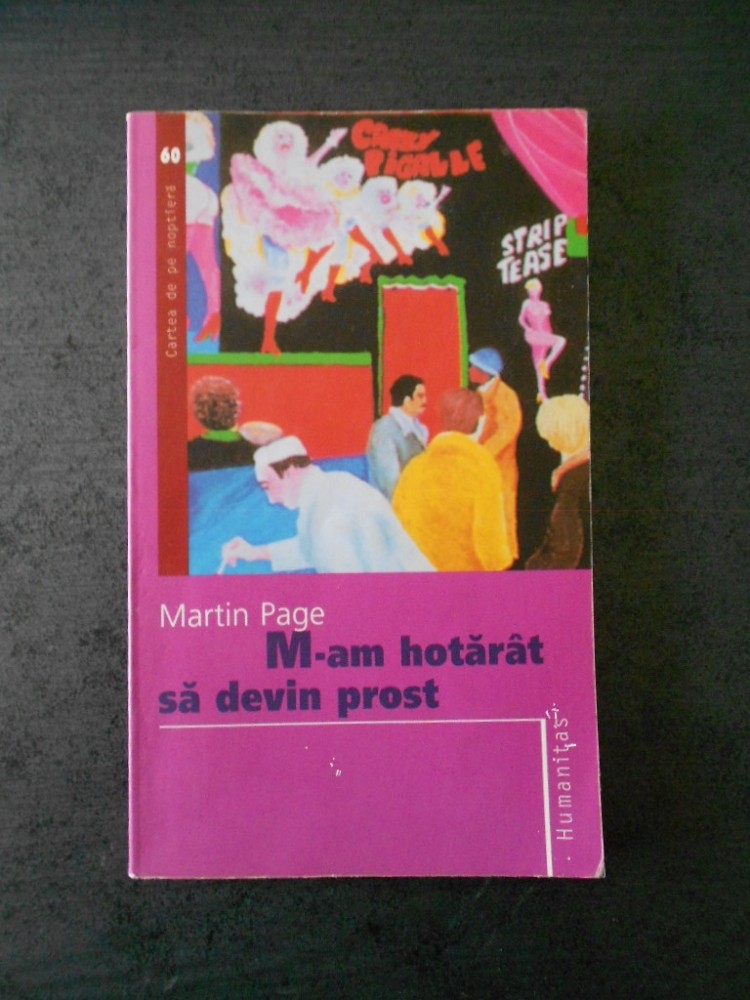 60
Cartea de pe noptieră
CRAZY
PIGALLE
STRIP
TEASE
Martin Page
M-am hotărât
să devin prost
Humanitas